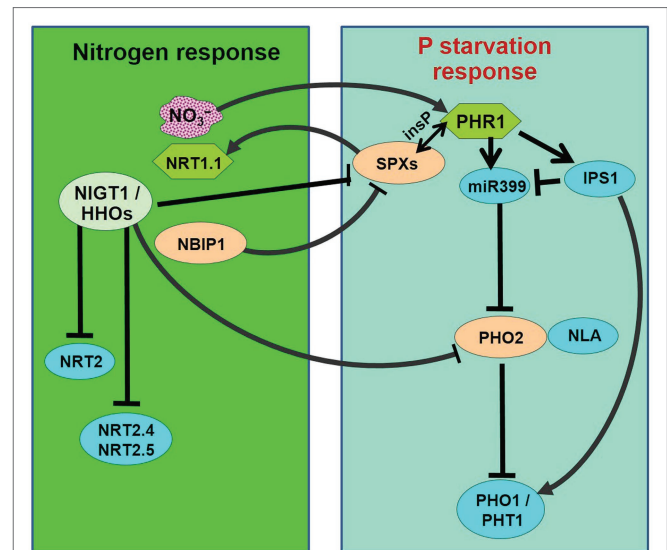 Nitrogen response
P starvation
response
NO3-
NRT1.1
NIGT1 /
HHOs
NBIP1
NRT2
NRT2.4
NRT2.5
insP
PHR1
SPXs
miR399
IPS1
PHO2
NLA
PHO1 /
PHT1